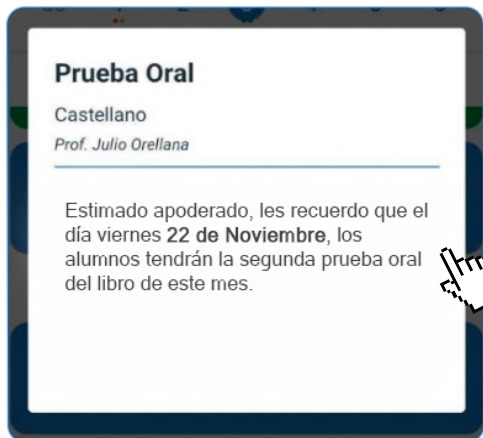 Prueba Oral
Castellano
Prof. Julio Orellana
Estimado apoderado, les recuerdo que el
día viernes 22 de Noviembre, los
alumnos tendrán la segunda prueba oral
del libro de este mes.